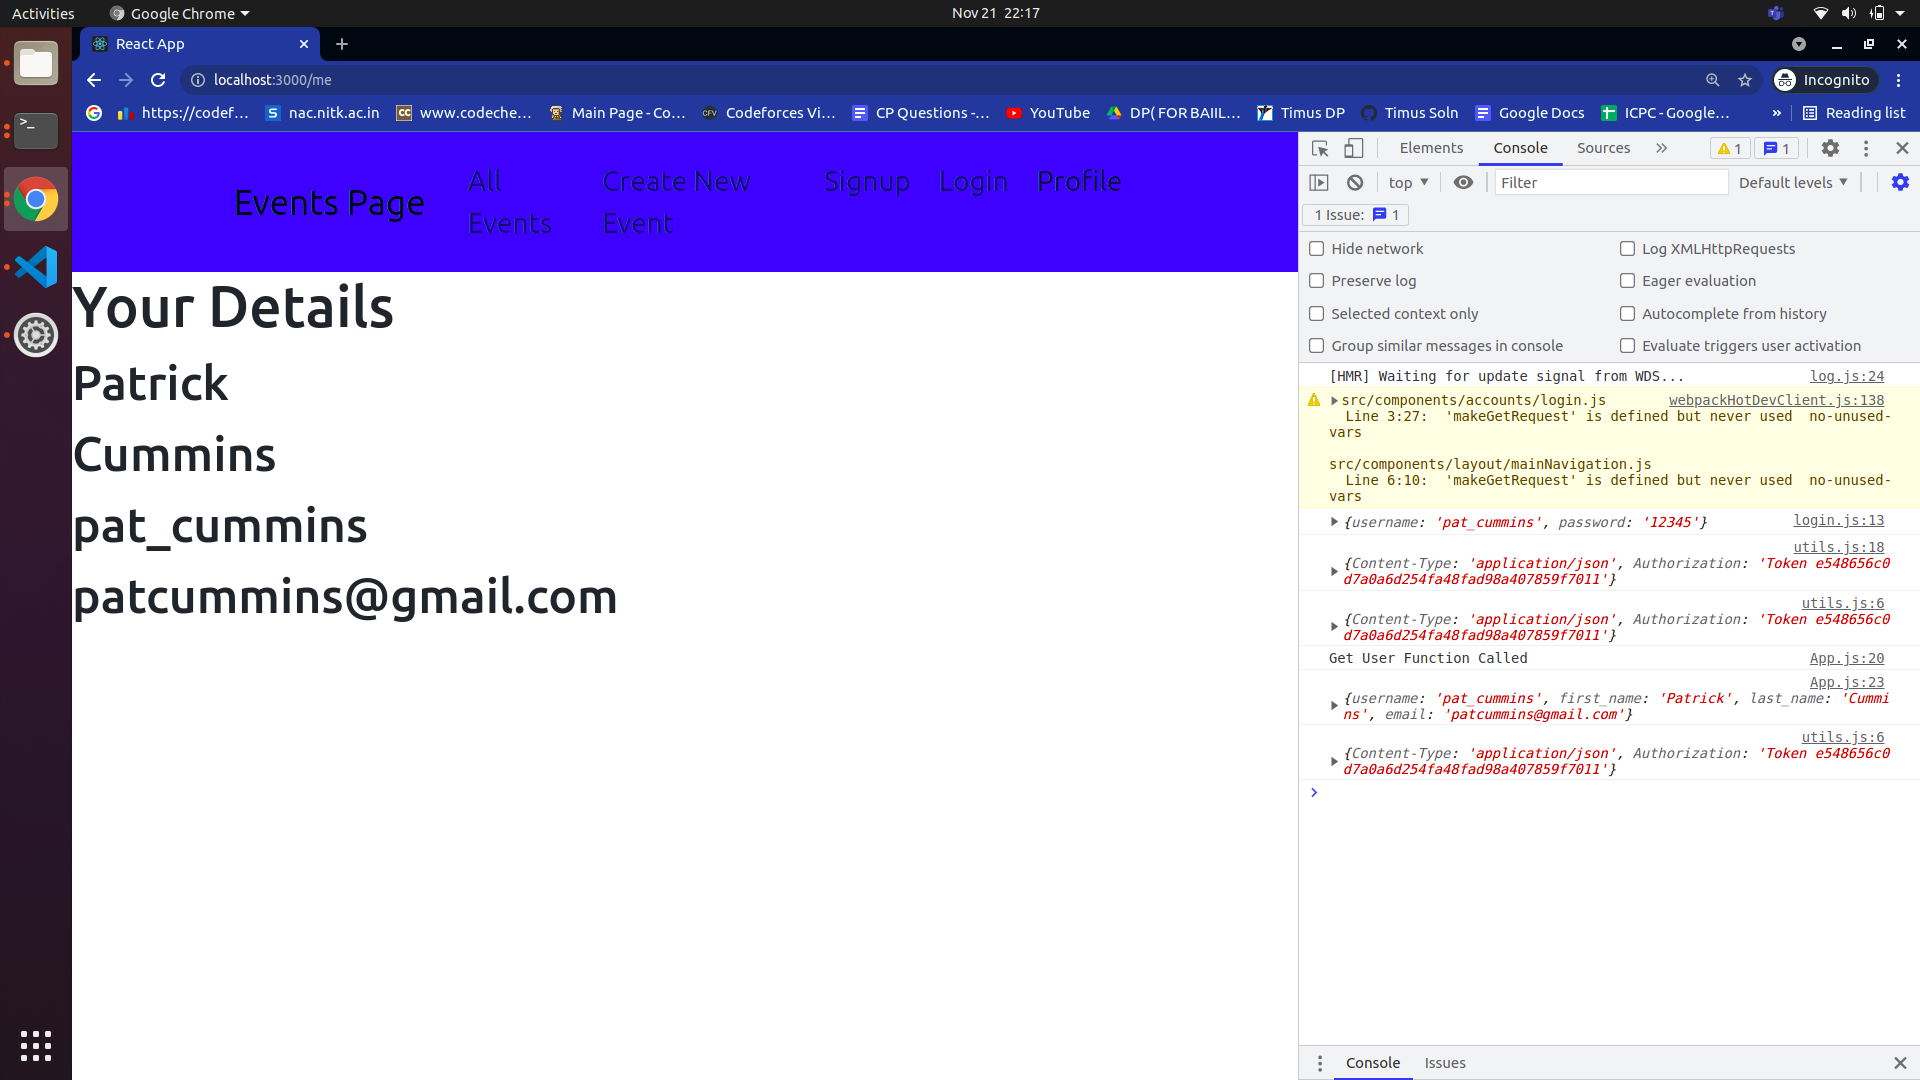 Activities
Google Chrome
Nov 21 22:17
React App
localhost:3000/me
Incognito
https://codef...
nac.nitk.ac.in
www.codeche...
Main Page - Co...
Codeforces Vi...
CP Questions -...
YouTube
DP( FOR BAIIL...
Timus DP
Timus Soln
Google Docs
ICPC - Google...
»
Reading list
Events Page
All Events
Create New Event
Signup
Login
Profile
Your Details
Patrick
Cummins
pat_cummins
patcummins@gmail.com
Elements
Console
Sources
»
1
1
top
Filter
Default levels
1 Issue: 1
Hide network
Log XMLHttpRequests
Preserve log
Eager evaluation
Selected context only
Autocomplete from history
Group similar messages in console
Evaluate triggers user activation
[HMR] Waiting for update signal from WDS... log.js:24
src/components/accounts/login.js webpackHotDevClient.js:138
Line 3:27: 'makeGetRequest' is defined but never used no-unused-
vars
src/components/layout/mainNavigation.js
Line 6:10: 'makeGetRequest' is defined but never used no-unused-
vars
{username: 'pat_cummins', password: '12345'} login.js:13
utils.js:18
{Content-Type: 'application/json', Authorization: 'Token e548656c0
d7a0a6d254fa48fad98a407859f7011'}
utils.js:6
{Content-Type: 'application/json', Authorization: 'Token e548656c0
d7a0a6d254fa48fad98a407859f7011'}
Get User Function Called App.js:20
App.js:23
{username: 'pat_cummins', first_name: 'Patrick', last_name: 'Cummi
ns', email: 'patcummins@gmail.com'}
utils.js:6
{Content-Type: 'application/json', Authorization: 'Token e548656c0
d7a0a6d254fa48fad98a407859f7011'}
Console
Issues